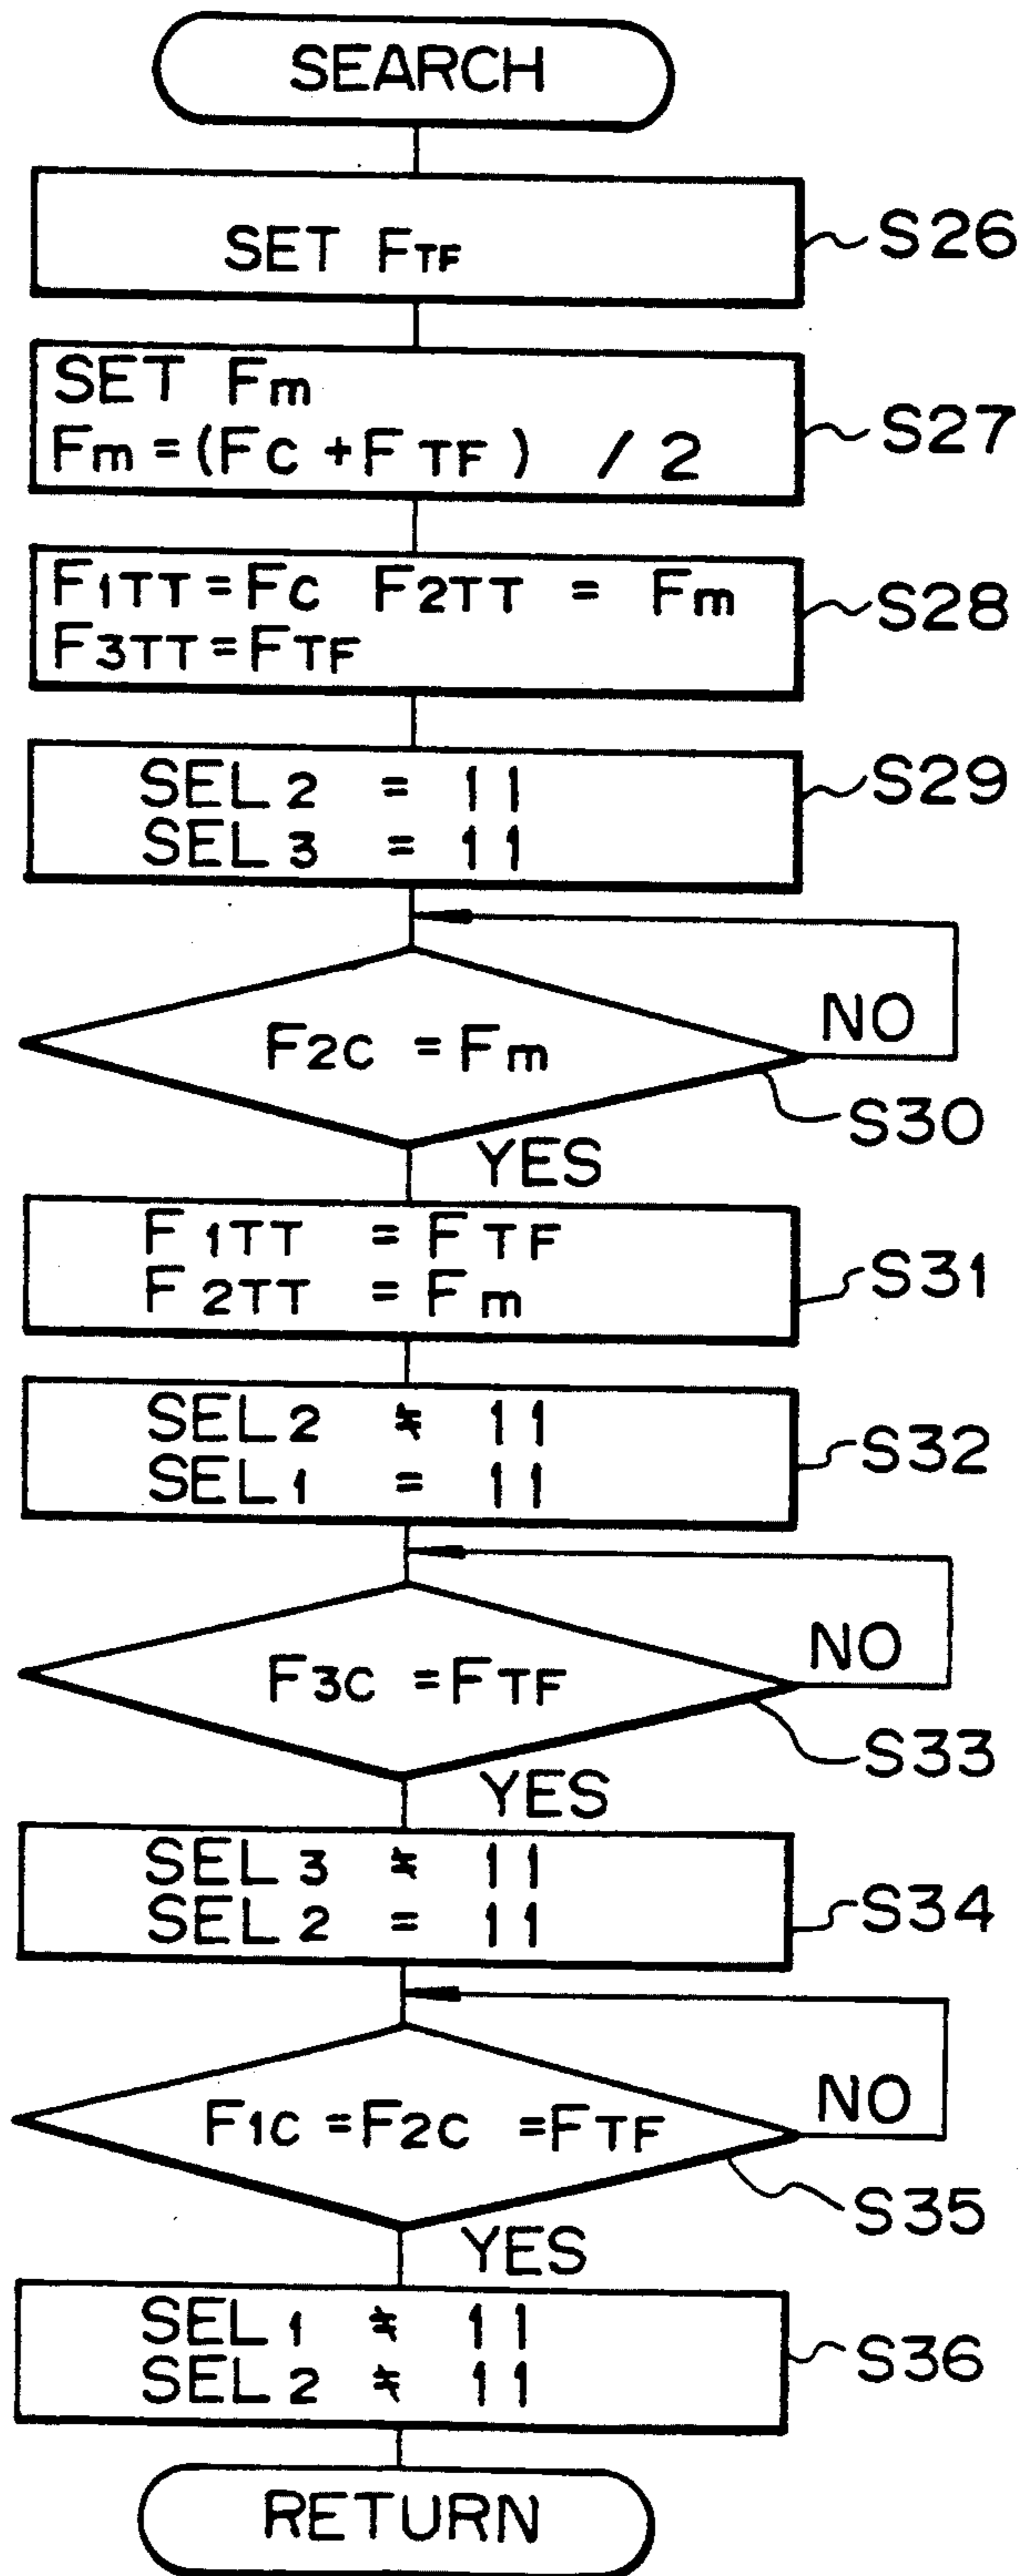 SEARCH
SET FTF
S26
SET Fm
Fm = (FC + FTF) / 2
S27
F1TT = FC F2TT = Fm
F3TT = FTF
S28
SEL2 = 11
SEL3 = 11
S29
F2C = Fm
NO
S30
YES
F1TT = FTF
F2TT = Fm
S31
SEL2 ≠ 11
SEL1 = 11
S32
F3C = FTF
NO
S33
YES
SEL3 ≠ 11
SEL2 = 11
S34
F1C = F2C = FTF
NO
S35
YES
SEL1 ≠ 11
SEL2 ≠ 11
S36
RETURN